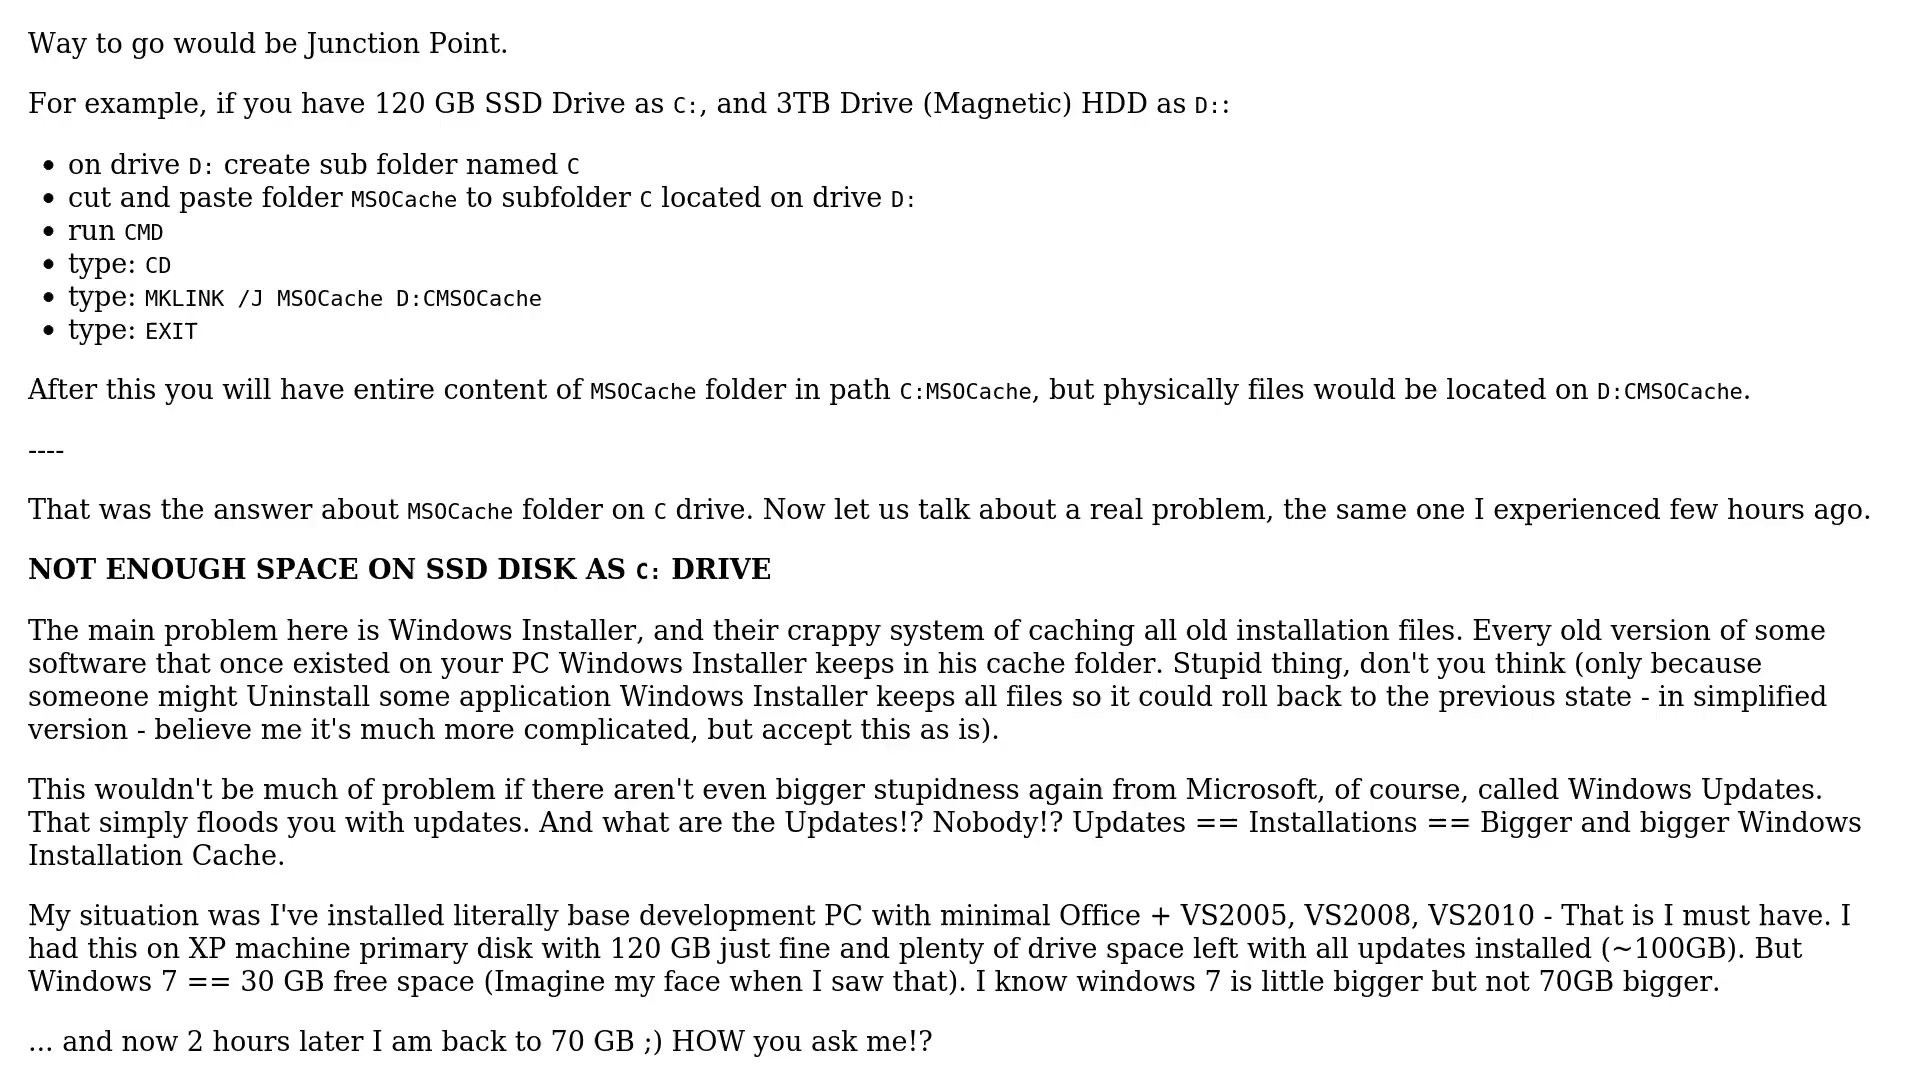 Way to go would be Junction Point.
For example, if you have 120 GB SSD Drive as C:, and 3TB Drive (Magnetic) HDD as D::
• on drive D: create sub folder named C
• cut and paste folder MSOCache to subfolder C located on drive D:
• run CMD
• type: CD
• type: MKLINK /J MSOCache D:CMSOCache
• type: EXIT
After this you will have entire content of MSOCache folder in path C:MSOCache, but physically files would be located on D:CMSOCache.
----
That was the answer about MSOCache folder on C drive. Now let us talk about a real problem, the same one I experienced few hours ago.
NOT ENOUGH SPACE ON SSD DISK AS C: DRIVE
The main problem here is Windows Installer, and their crappy system of caching all old installation files. Every old version of some
software that once existed on your PC Windows Installer keeps in his cache folder. Stupid thing, don't you think (only because
someone might Uninstall some application Windows Installer keeps all files so it could roll back to the previous state - in simplified
version - believe me it's much more complicated, but accept this as is).
This wouldn't be much of problem if there aren't even bigger stupidness again from Microsoft, of course, called Windows Updates.
That simply floods you with updates. And what are the Updates!? Nobody!? Updates == Installations == Bigger and bigger Windows
Installation Cache.
My situation was I've installed literally base development PC with minimal Office + VS2005, VS2008, VS2010 - That is I must have. I
had this on XP machine primary disk with 120 GB just fine and plenty of drive space left with all updates installed (~100GB). But
Windows 7 == 30 GB free space (Imagine my face when I saw that). I know windows 7 is little bigger but not 70GB bigger.
... and now 2 hours later I am back to 70 GB ;) HOW you ask me!?